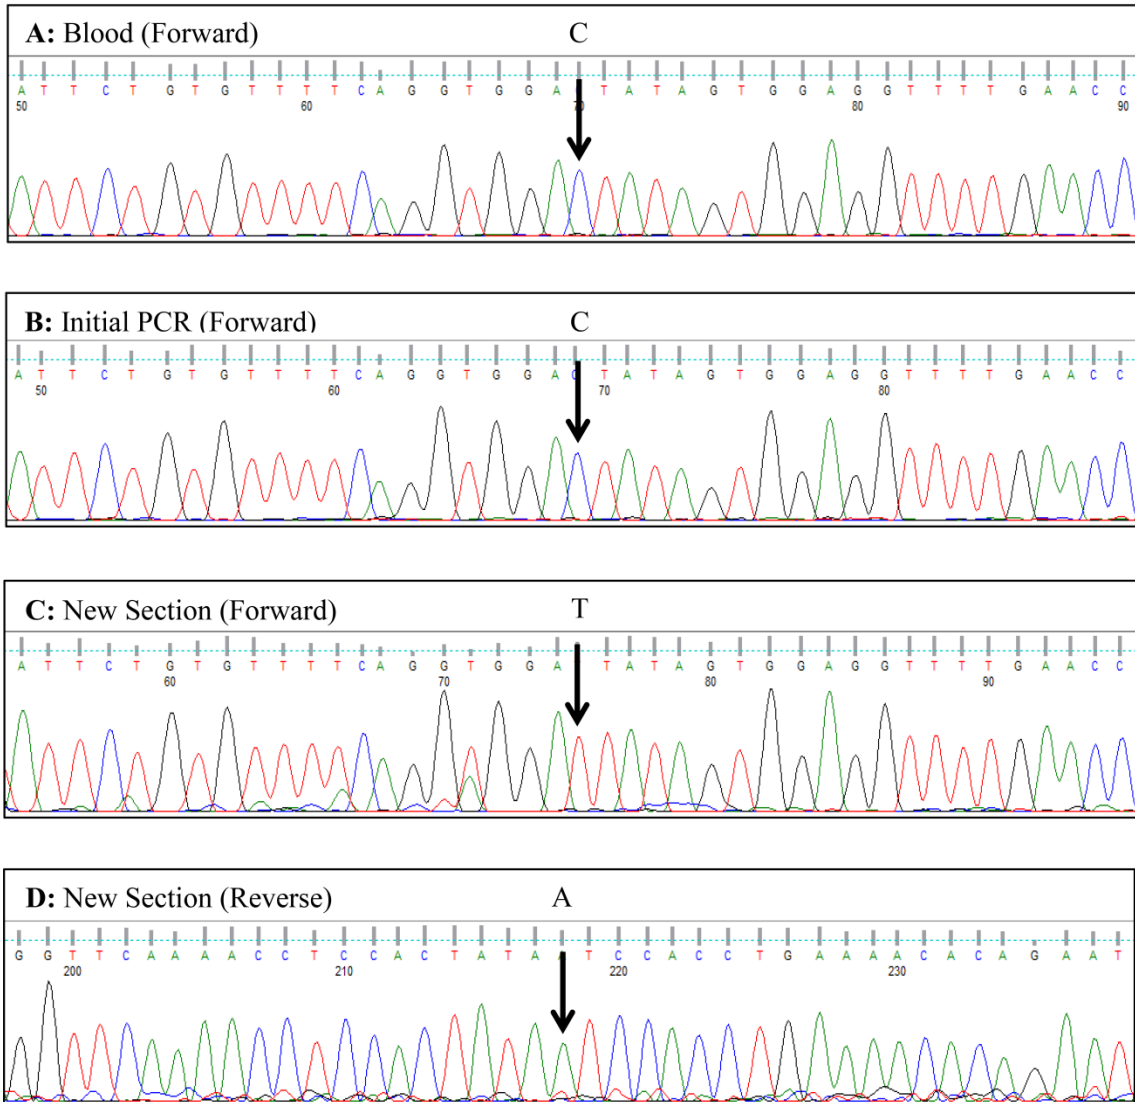 A: Blood (Forward) C
A T T C T G T G T T T T C A G G T G G A C T A T A G T G G A G G T T T T G A A C C
50 60 70 80 90
B: Initial PCR (Forward) C
A T T C T G T G T T T T C A G G T G G A C T A T A G T G G A G G T T T T G A A C C
50 60 70 80
C: New Section (Forward) T
A T T C T G T G T T T T C A G G T G G A T A T A G T G G A G G T T T T G A A C C
60 70 80 90
D: New Section (Reverse) A
G G T T C A A A A C C T C C A C T A T A A T C C A C C T G A A A A C A C A G A A T
200 210 220 230